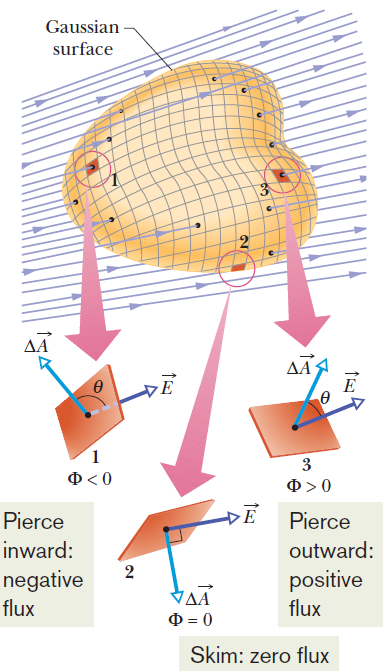 Gaussian
surface
1
3
2
ΔA⃗
θ
E⃗
1
Φ < 0
ΔA⃗
θ
E⃗
3
Φ > 0
Pierce
inward:
negative
flux
E⃗
2
ΔA⃗
Φ = 0
Pierce
outward:
positive
flux
Skim: zero flux